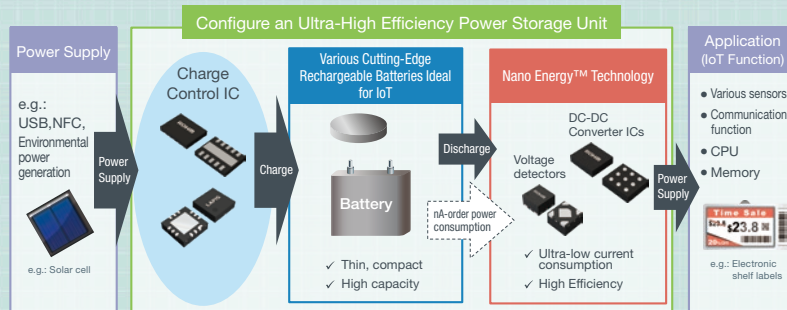 Configure an Ultra-High Efficiency Power Storage Unit
Power Supply
e.g.:
USB,NFC,
Environmental
power
generation
e.g.: Solar cell
Power
Supply
Charge
Control IC
ROHM
LAPIS
Charge
Various Cutting-Edge
Rechargeable Batteries Ideal
for IoT
Battery
✓ Thin, compact
✓ High capacity
Discharge
nA-order power
consumption
Nano Energy™ Technology
DC-DC
Converter ICs
ROHM
Voltage
detectors
✓ Ultra-low current
consumption
✓ High Efficiency
Power
Supply
Application
(IoT Function)
• Various sensors
• Communication
function
• CPU
• Memory
Time Sale
$23.8
e.g.: Electronic
shelf labels